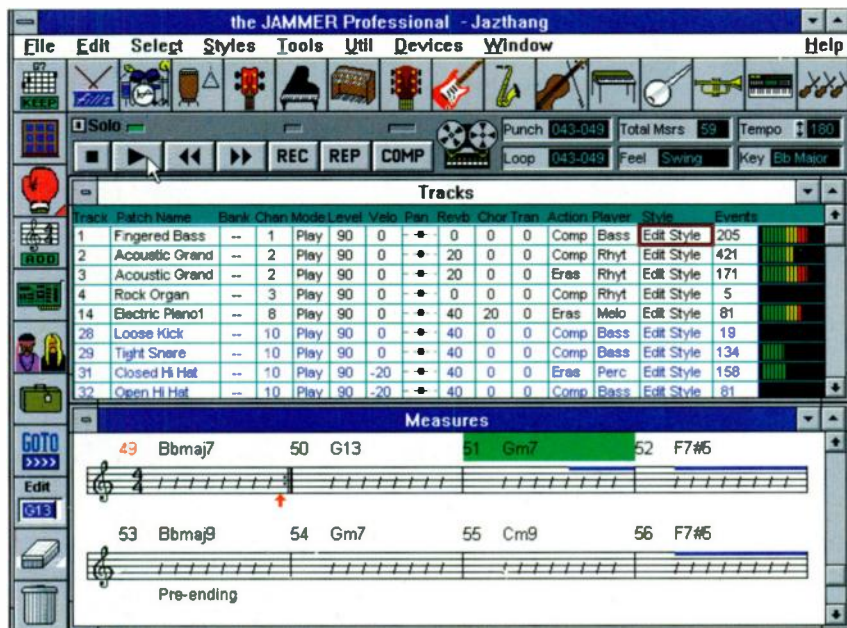 the JAMMER Professional - Jazthang
File Edit Select Styles Tools Util Devices Window Help
KEEP
Fills
Solo
Punch 043-049 Total Msrs 59 Tempo 180
REC REP COMP
Loop 043-049 Feel Swing Key Bb Major
ADD
Tracks
Track Patch Name Bank Chan Mode Level Velo Pan Revb Chor Tran Action Player Style Events
1 Fingered Bass -- 1 Play 90 0 0 0 0 Comp Bass Edit Style 205
2 Acoustic Grand -- 2 Play 90 0 20 0 0 Comp Rhyt Edit Style 421
3 Acoustic Grand -- 2 Play 90 0 20 0 0 Eras Rhyt Edit Style 171
4 Rock Organ -- 3 Play 90 0 0 0 0 Comp Rhyt Edit Style 5
14 Electric Piano1 -- 8 Play 90 0 40 20 0 Eras Melo Edit Style 81
28 Loose Kick -- 10 Play 90 0 40 0 0 Comp Bass Edit Style 19
29 Tight Snare -- 10 Play 90 0 40 0 0 Comp Bass Edit Style 134
31 Closed Hi Hat -- 10 Play 90 -20 40 0 0 Eras Perc Edit Style 158
32 Open Hi Hat -- 10 Play 90 -20 40 0 0 Comp Bass Edit Style 81
Measures
GOTO
>>>>
Edit
G13
49 Bbmaj7 50 G13 51 Gm7 52 F7#5
4
4
53 Bbmaj9 54 Gm7 55 Cm9 56 F7#5
Pre-ending